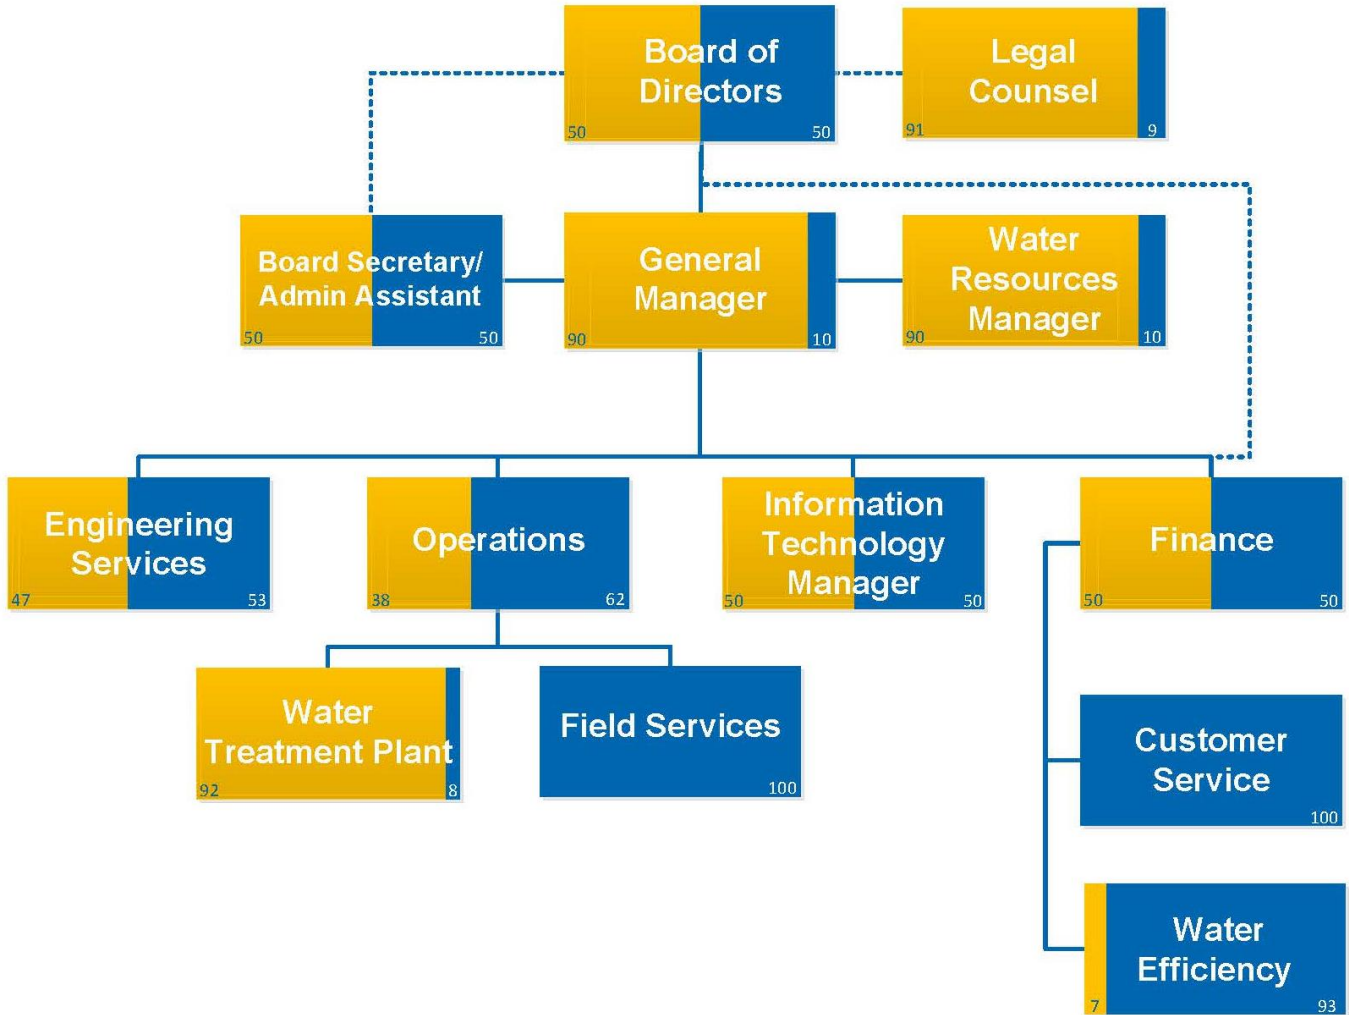 Board of
Directors
50
50
Legal
Counsel
91
9
Board Secretary/
Admin Assistant
50
50
General
Manager
90
10
Water
Resources
Manager
90
10
Engineering
Services
47
53
Operations
38
62
Information
Technology
Manager
50
50
Finance
50
50
Water
Treatment Plant
92
8
Field Services
100
Customer
Service
100
Water
Efficiency
7
93